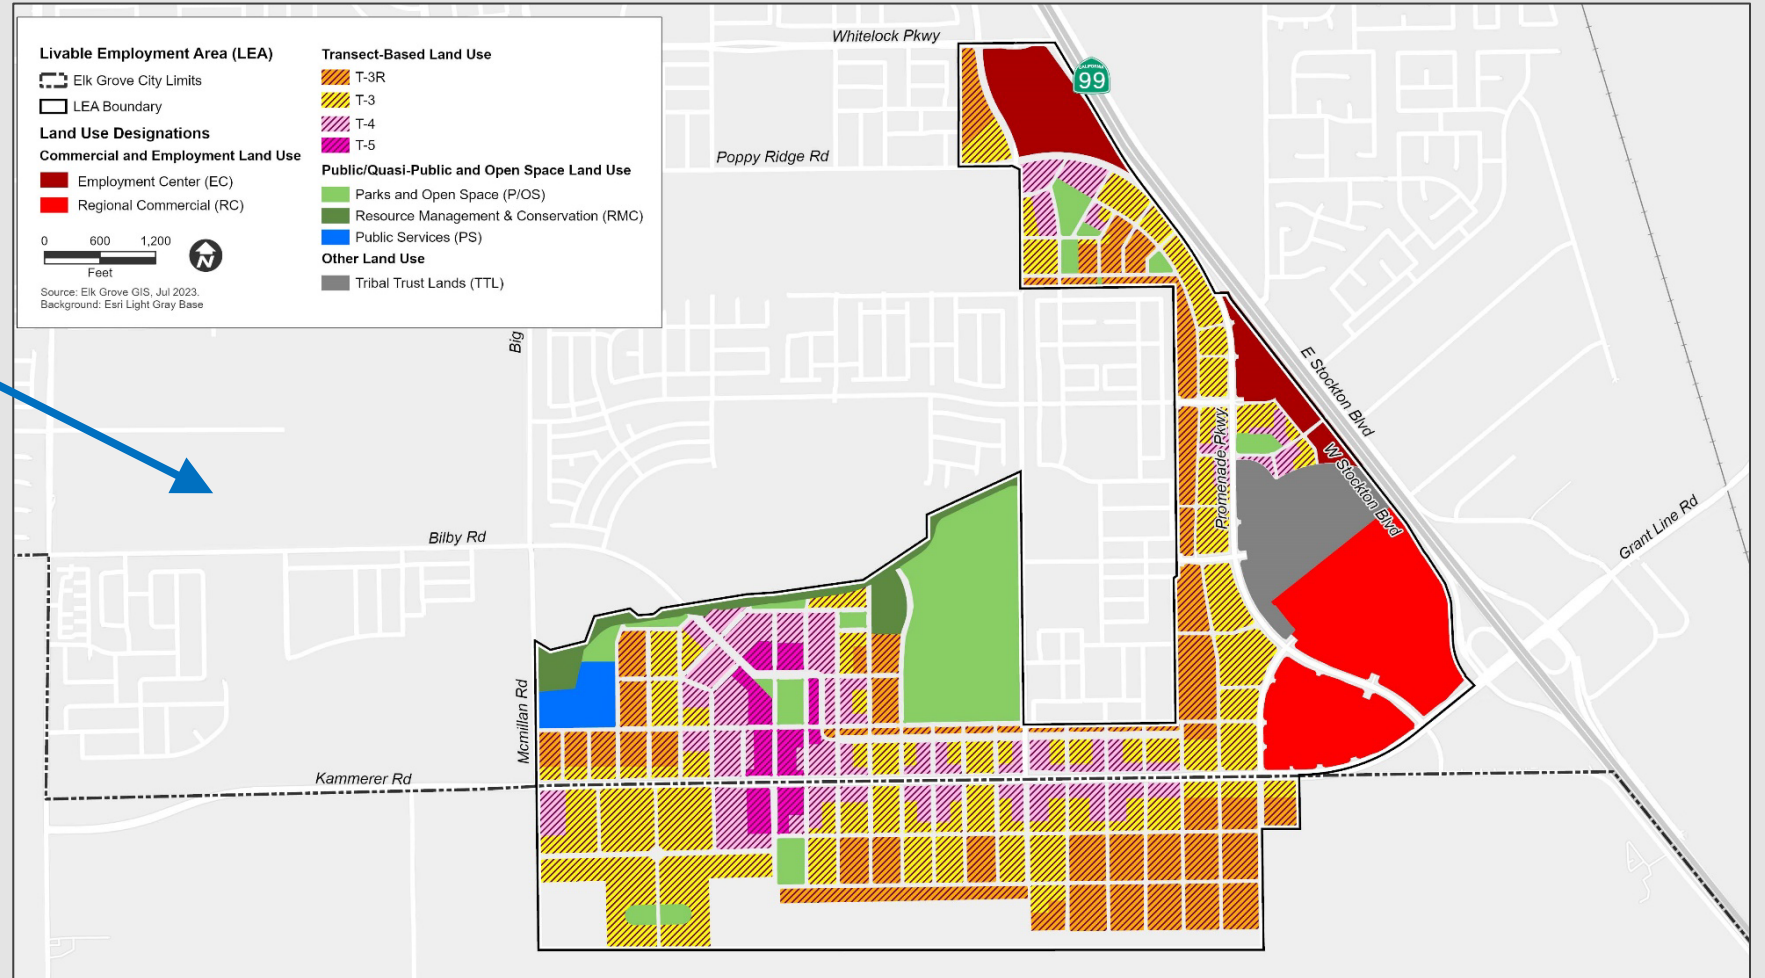 Livable Employment Area (LEA)
Elk Grove City Limits
LEA Boundary
Land Use Designations
Commercial and Employment Land Use
Employment Center (EC)
Regional Commercial (RC)
0 600 1,200
Feet
N
Source: Elk Grove GIS, Jul 2023.
Background: Esri Light Gray Base
Transect-Based Land Use
T-3R
T-3
T-4
T-5
Public/Quasi-Public and Open Space Land Use
Parks and Open Space (P/OS)
Resource Management & Conservation (RMC)
Public Services (PS)
Other Land Use
Tribal Trust Lands (TTL)
Whitelock Pkwy
CALIFORNIA
99
Poppy Ridge Rd
Big
E Stockton Blvd
Promenade Pkwy
W Stockton Blvd
Grant Line Rd
Bilby Rd
Mcmillan Rd
Kammerer Rd